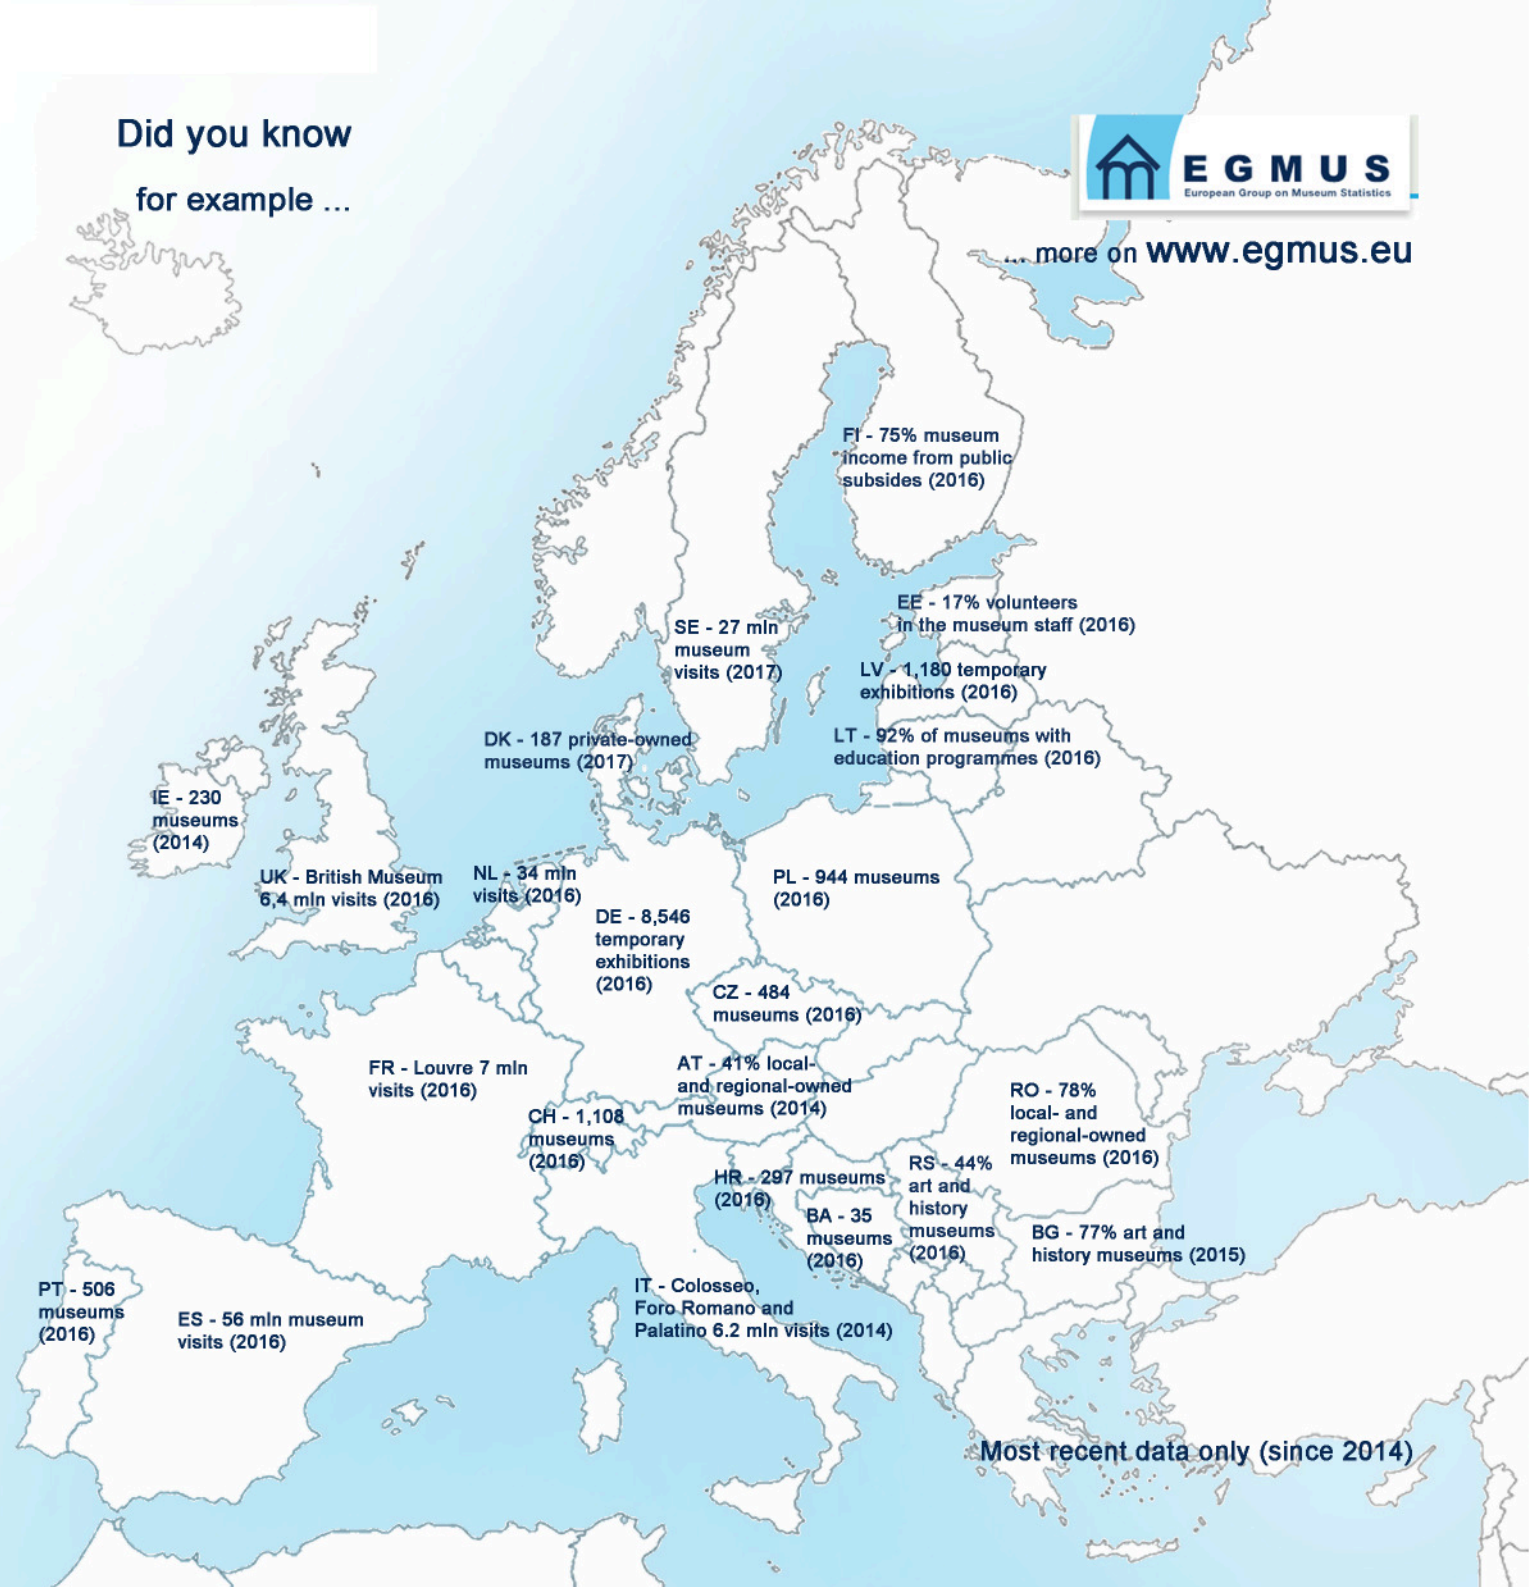 Did you know
for example ...
EGMUS
European Group on Museum Statistics
... more on www.egmus.eu
FI - 75% museum
income from public
subsides (2016)
EE - 17% volunteers
in the museum staff (2016)
SE - 27 mln
museum
visits (2017)
LV - 1,180 temporary
exhibitions (2016)
DK - 187 private-owned
museums (2017)
LT - 92% of museums with
education programmes (2016)
IE - 230
museums
(2014)
UK - British Museum
6,4 mln visits (2016)
NL - 34 mln
visits (2016)
DE - 8,546
temporary
exhibitions
(2016)
PL - 944 museums
(2016)
CZ - 484
museums (2016)
FR - Louvre 7 mln
visits (2016)
AT - 41% local-
and regional-owned
museums (2014)
CH - 1,108
museums
(2016)
RO - 78%
local- and
regional-owned
museums (2016)
HR - 297 museums
(2016)
RS - 44%
art and
history
museums
(2016)
BA - 35
museums
(2016)
BG - 77% art and
history museums (2015)
PT - 506
museums
(2016)
ES - 56 mln museum
visits (2016)
IT - Colosseo,
Foro Romano and
Palatino 6.2 mln visits (2014)
Most recent data only (since 2014)